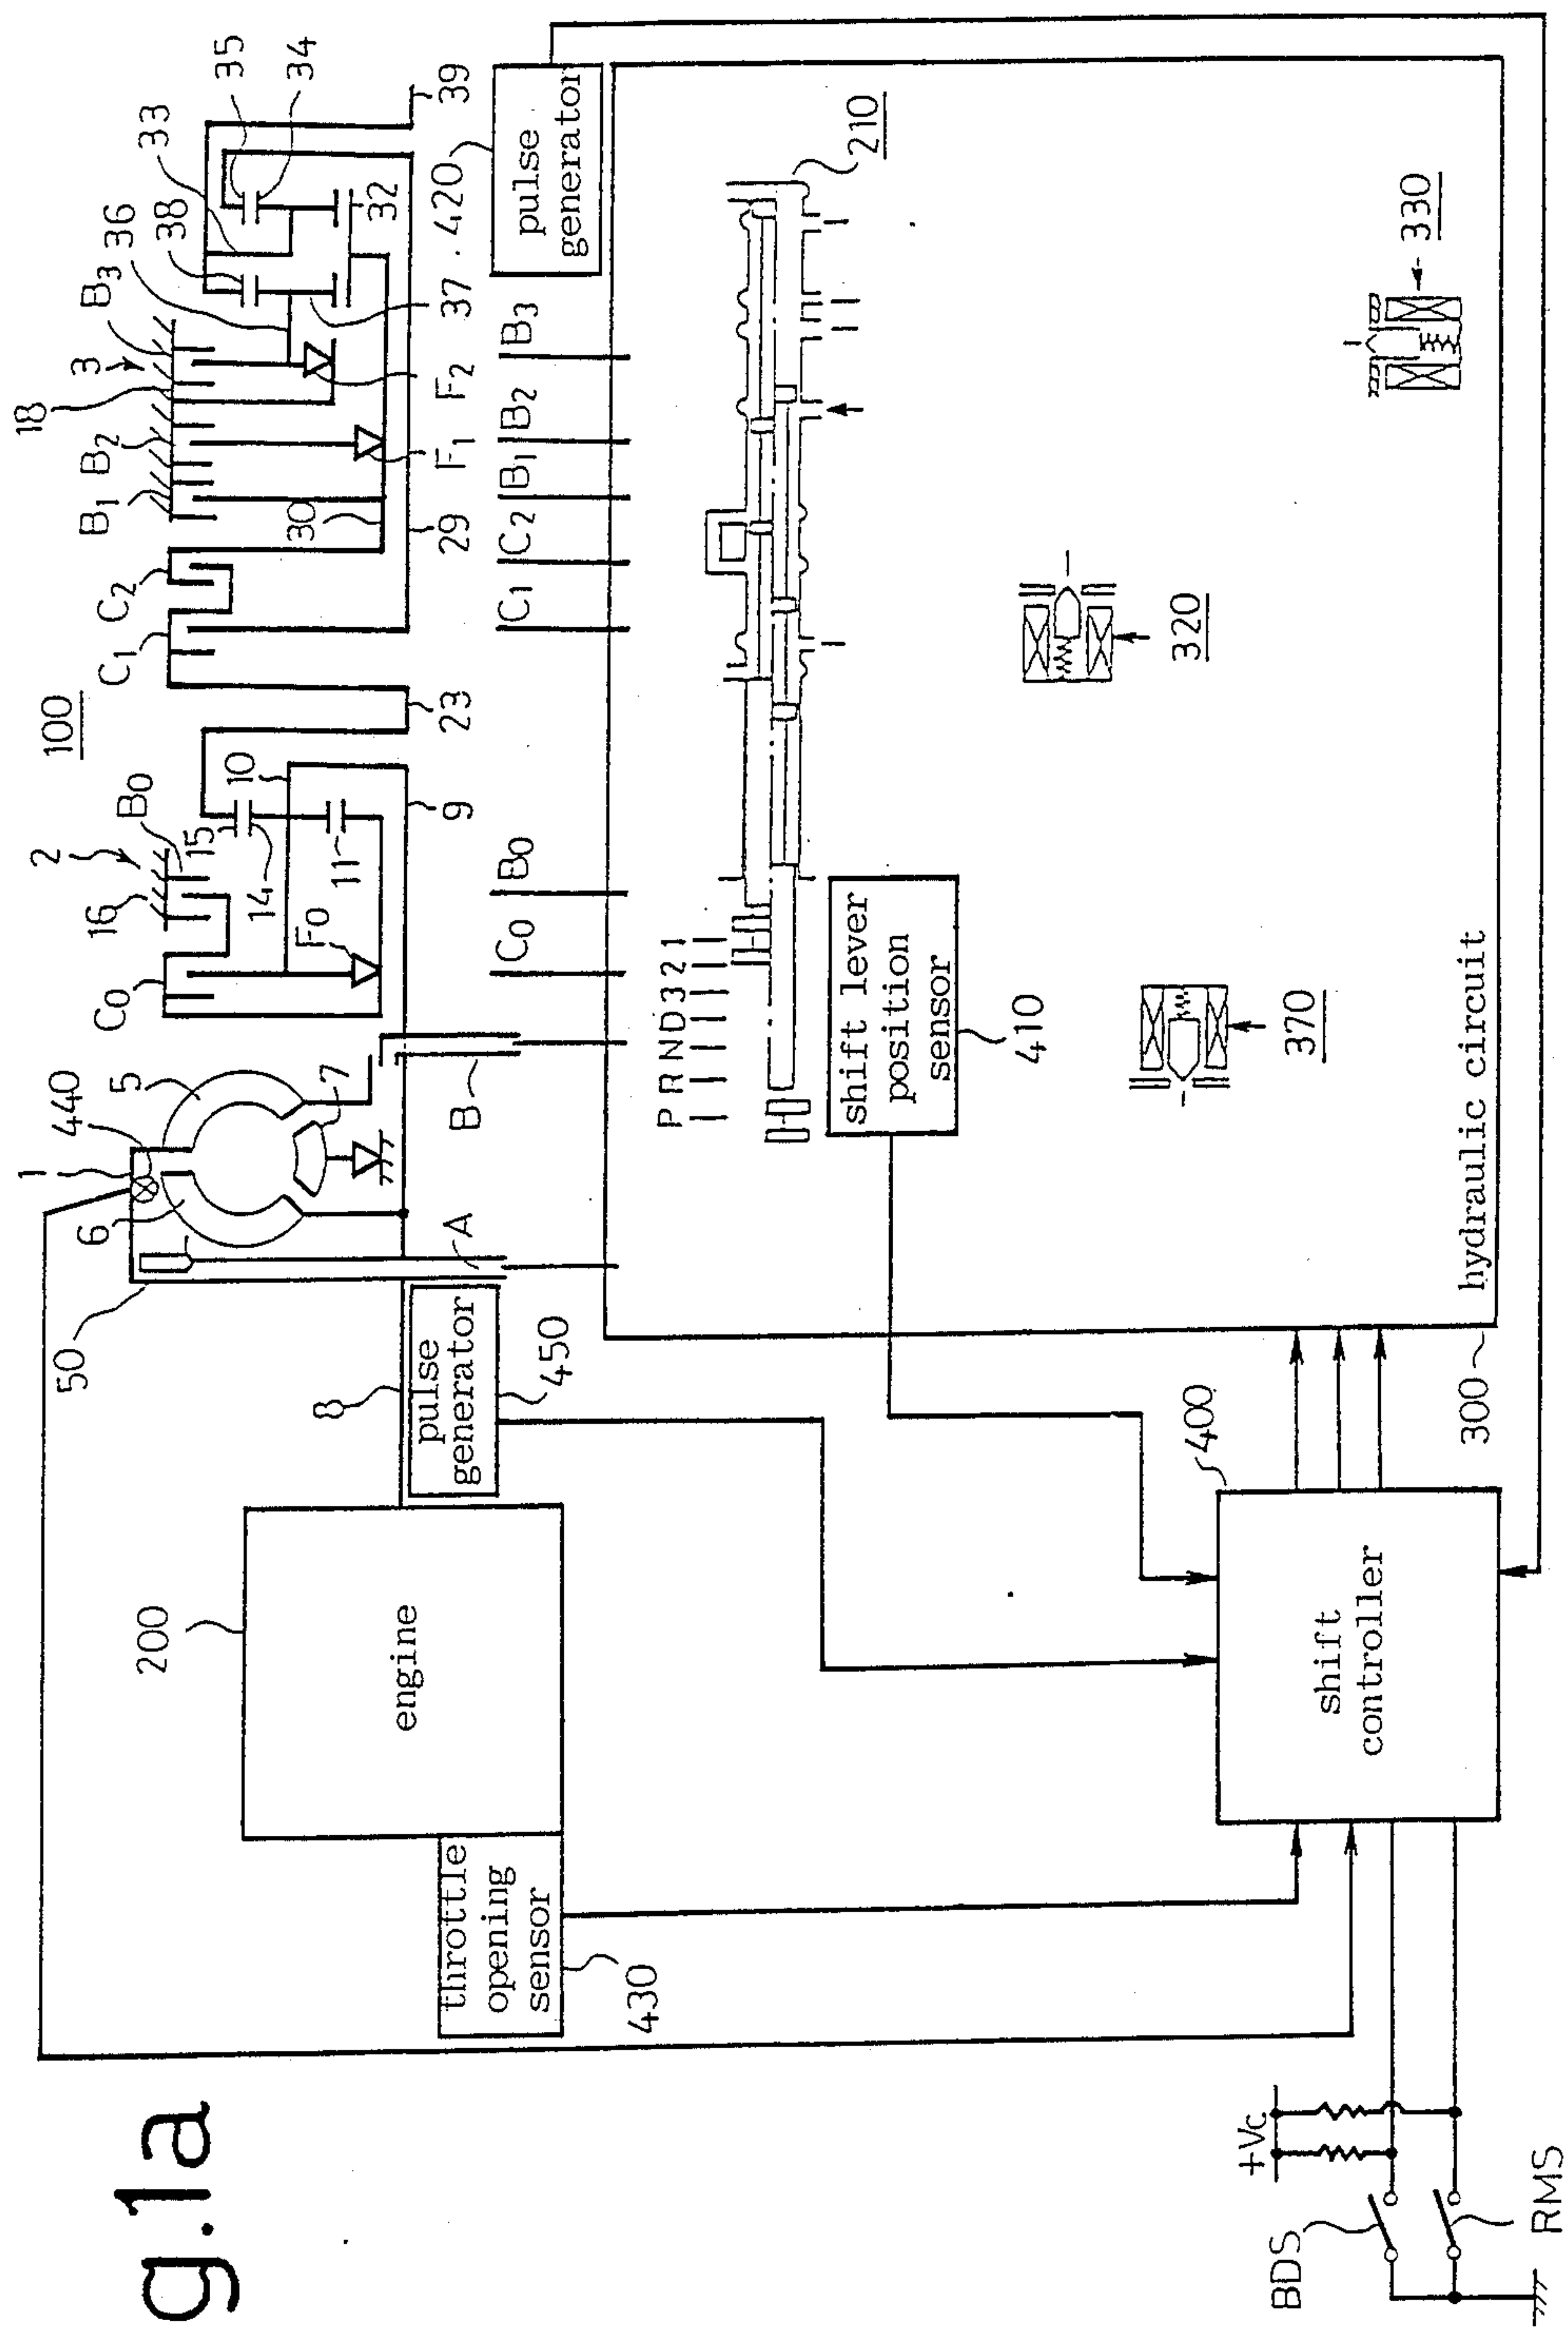 g.1a
100
1
440
5
6
7
50
A
B
8
2
16
B0
15
10
14
11
F0
C0
9
23
C1
C2
B1
B2
18
3
B3
36
38
33
35
34
32
37
39
30
29
F1
F2
C0
B0
C1
C2
B1
B2
B3
420
pulse
generator
pulse
generator
450
200
engine
throttle
opening
sensor
430
P R N D 3 2 1
210
shift lever
position
sensor
410
320
330
370
hydraulic circuit
300
400
shift
controller
+Vc
BDS
RMS